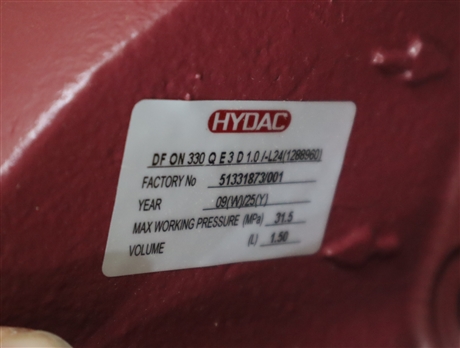 HYDAC
DF ON 330 Q E 3 D 1.0 /-L24(1288960)
FACTORY No 51331873/001
YEAR 09(W)/25(Y)
MAX WORKING PRESSURE (MPa) 31.5
VOLUME (L) 1.50